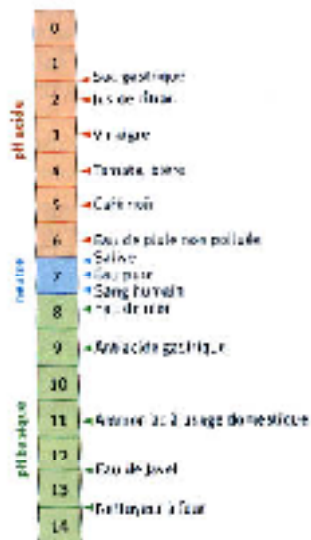 0
1
Suc gastrique
2
Jus de citron
3
Vinaigre
pH acide
4
Tomate, bière
5
Café noir
6
Eau de pluie non polluée
Salive
neutre
7
Eau pure
Sang humain
8
Eau de mer
9
Antiacide gastrique
10
pH basique
11
Ammoniac à usage domestique
12
Eau de javel
13
Nettoyeur à four
14